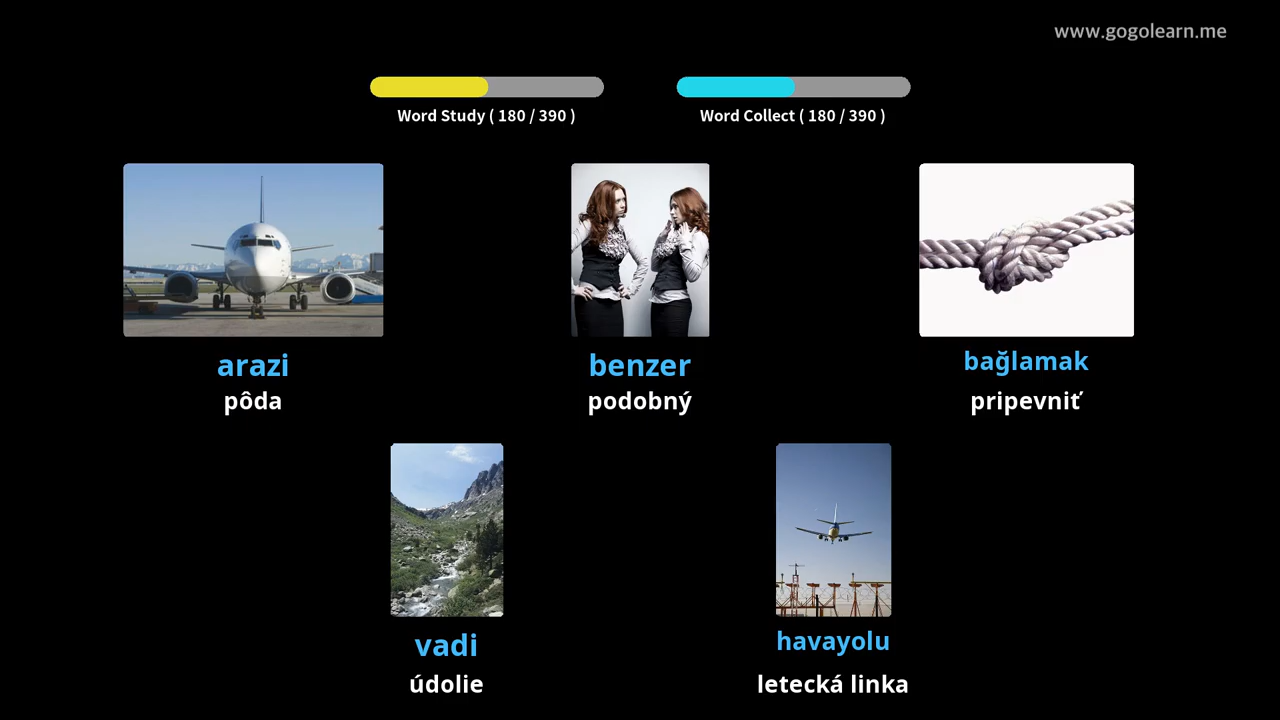 www.gogolearn.me
Word Study ( 180 / 390 )
Word Collect ( 180 / 390 )
arazi
pôda
benzer
podobný
bağlamak
pripevniť
vadi
údolie
havayolu
letecká linka